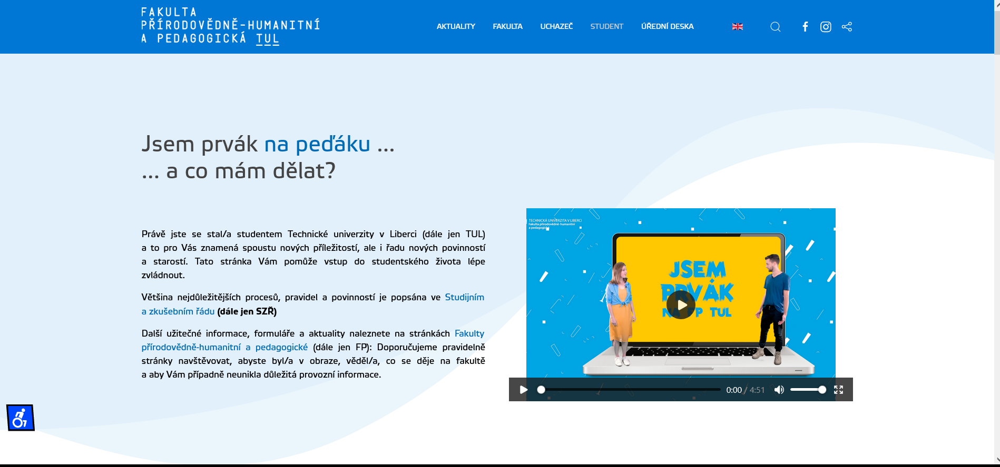 FAKULTA
PŘÍRODOVĚDNĚ-HUMANITNÍ
A PEDAGOGICKÁ TUL
AKTUALITY
FAKULTA
UCHAZEČ
STUDENT
ÚŘEDNÍ DESKA
Jsem prvák na peďáku ...
... a co mám dělat?
Právě jste se stal/a studentem Technické univerzity v Liberci (dále jen TUL)
a to pro Vás znamená spoustu nových příležitostí, ale i řadu nových povinností
a starostí. Tato stránka Vám pomůže vstup do studentského života lépe
zvládnout.
Většina nejdůležitějších procesů, pravidel a povinností je popsána ve Studijním
a zkušebním řádu (dále jen SZŘ)
Další užitečné informace, formuláře a aktuality naleznete na stránkách Fakulty
přírodovědně-humanitní a pedagogické (dále jen FP): Doporučujeme pravidelně
stránky navštěvovat, abyste byl/a v obraze, věděl/a, co se děje na fakultě
a aby Vám případně neunikla důležitá provozní informace.
TECHNICKÁ UNIVERZITA V LIBERCI
Fakulta přírodovědně-humanitní
a pedagogická
JSEM
PRVÁK
NA FP TUL
0:00 / 4:51